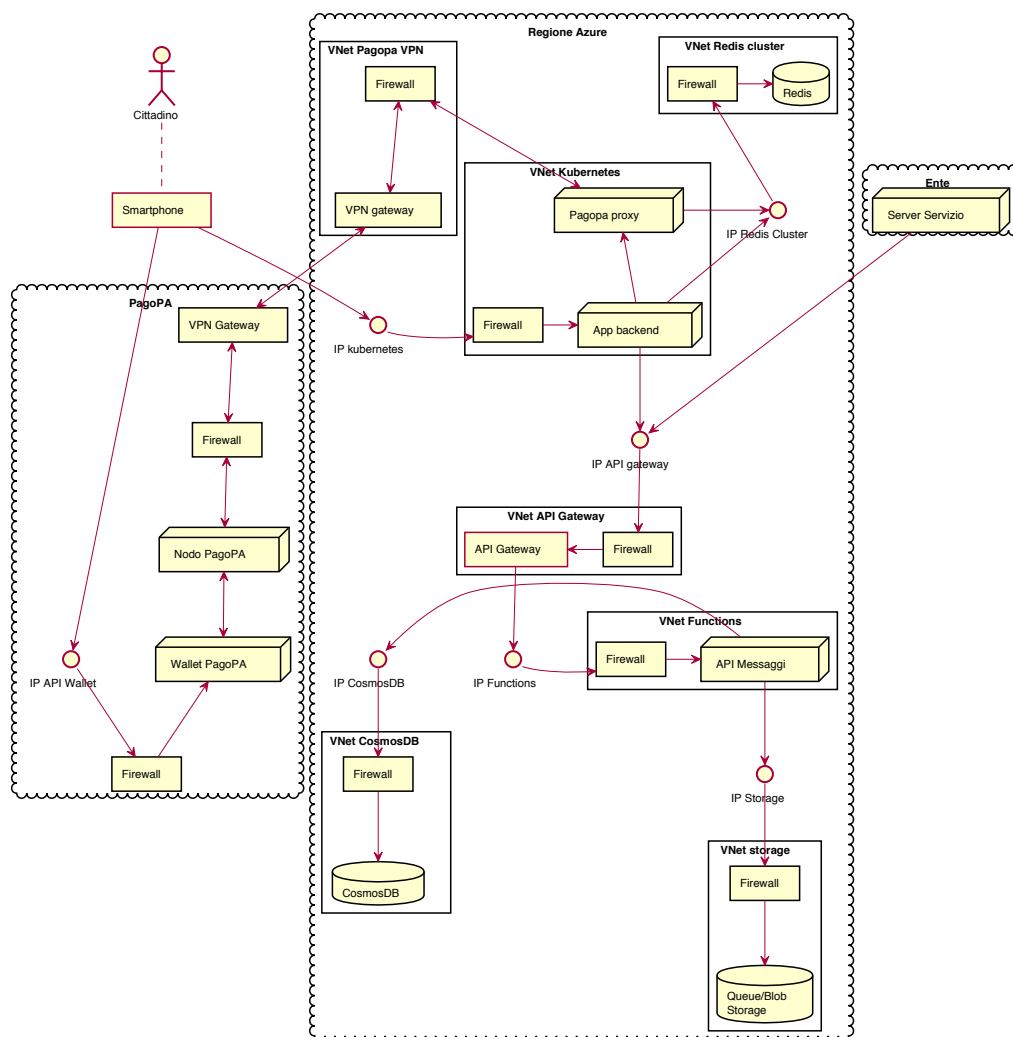 Regione Azure
VNet Pagopa VPN
VNet Redis cluster
Firewall
Firewall
Redis
Cittadino
VNet Kubernetes
Ente
Smartphone
VPN gateway
Pagopa proxy
IP Redis Cluster
Server Servizio
PagoPA
VPN Gateway
IP kubernetes
Firewall
App backend
Firewall
IP API gateway
VNet API Gateway
API Gateway
Firewall
Nodo PagoPA
VNet Functions
Wallet PagoPA
IP API Wallet
IP CosmosDB
IP Functions
Firewall
API Messaggi
VNet CosmosDB
Firewall
Firewall
IP Storage
VNet storage
CosmosDB
Firewall
Queue/Blob
Storage